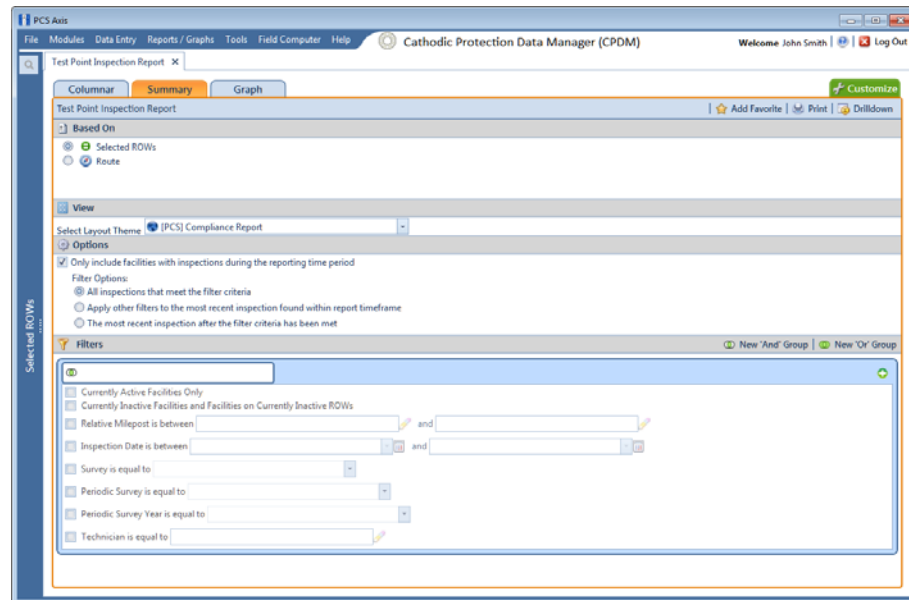 PCS Axis
File Modules Data Entry Reports / Graphs Tools Field Computer Help Cathodic Protection Data Manager (CPDM) Welcome John Smith | | Log Out
Test Point Inspection Report X
Columnar Summary Graph Customize
Test Point Inspection Report | Add Favorite | Print | Drilldown
Based On
Selected ROWs
Route
View
Select Layout Theme [PCS] Compliance Report
Options
Only include facilities with inspections during the reporting time period
Filter Options:
All inspections that meet the filter criteria
Apply other filters to the most recent inspection found within report timeframe
The most recent inspection after the filter criteria has been met
Selected ROWs
Filters New 'And' Group | New 'Or' Group
Currently Active Facilities Only
Currently Inactive Facilities and Facilities on Currently Inactive ROWs
Relative Milepost is between and
Inspection Date is between and
Survey is equal to
Periodic Survey is equal to
Periodic Survey Year is equal to
Technician is equal to